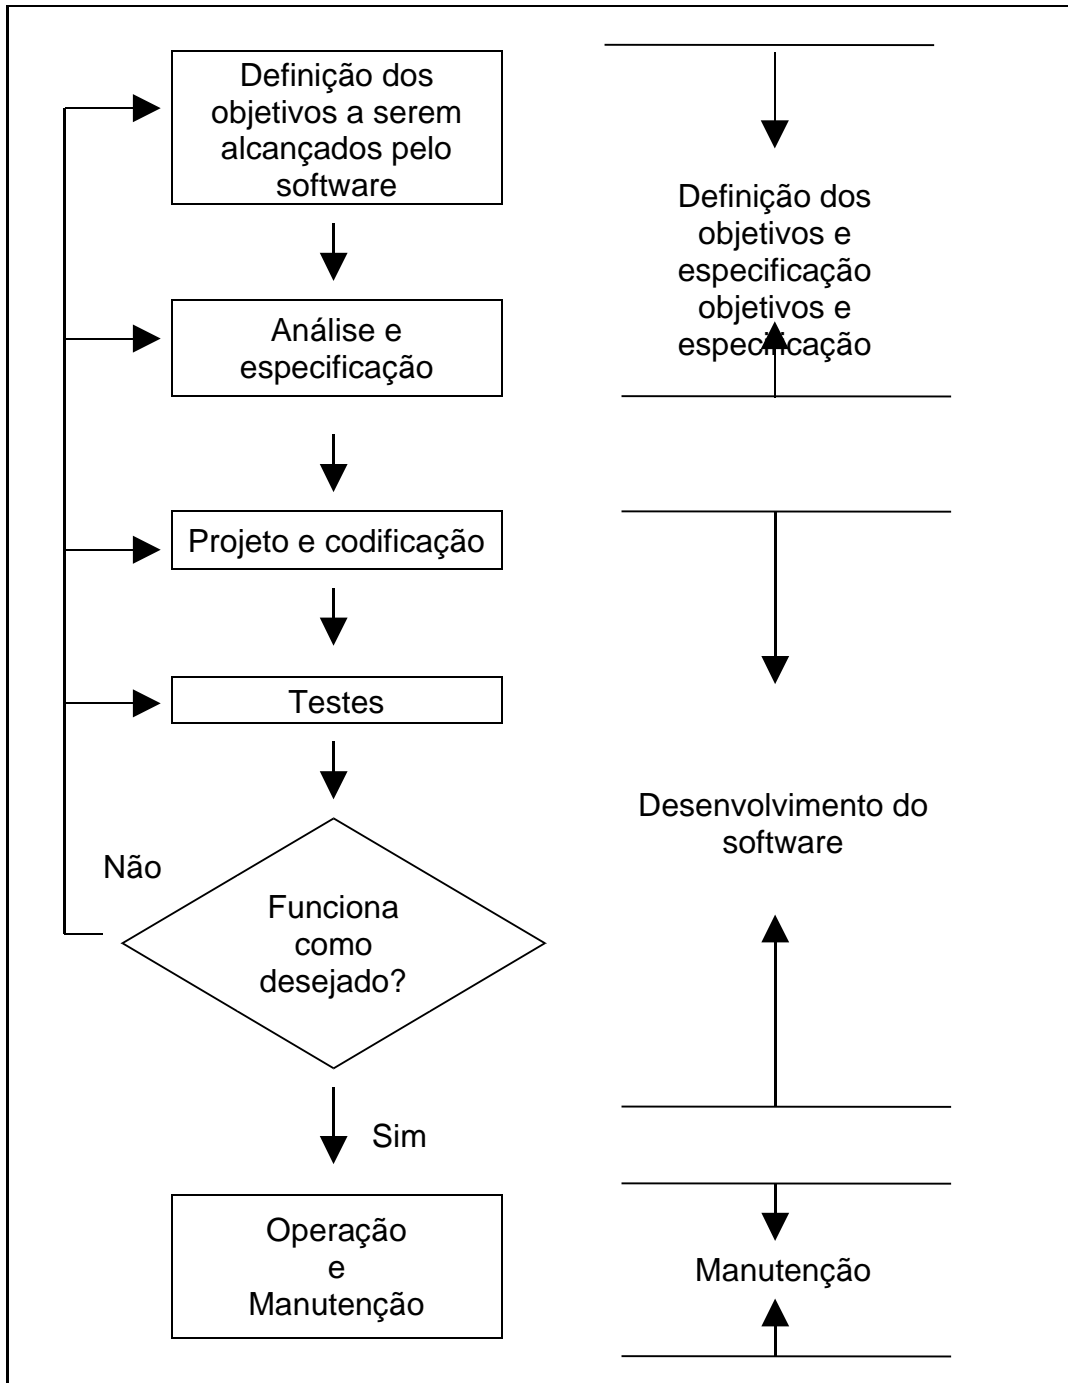 Definição dos
objetivos a serem
alcançados pelo
software
Definição dos
objetivos e
especificação
objetivos e
especificação
Análise e
especificação
Projeto e codificação
Testes
Desenvolvimento do
software
Não
Funciona
como
desejado?
Sim
Operação
e
Manutenção
Manutenção